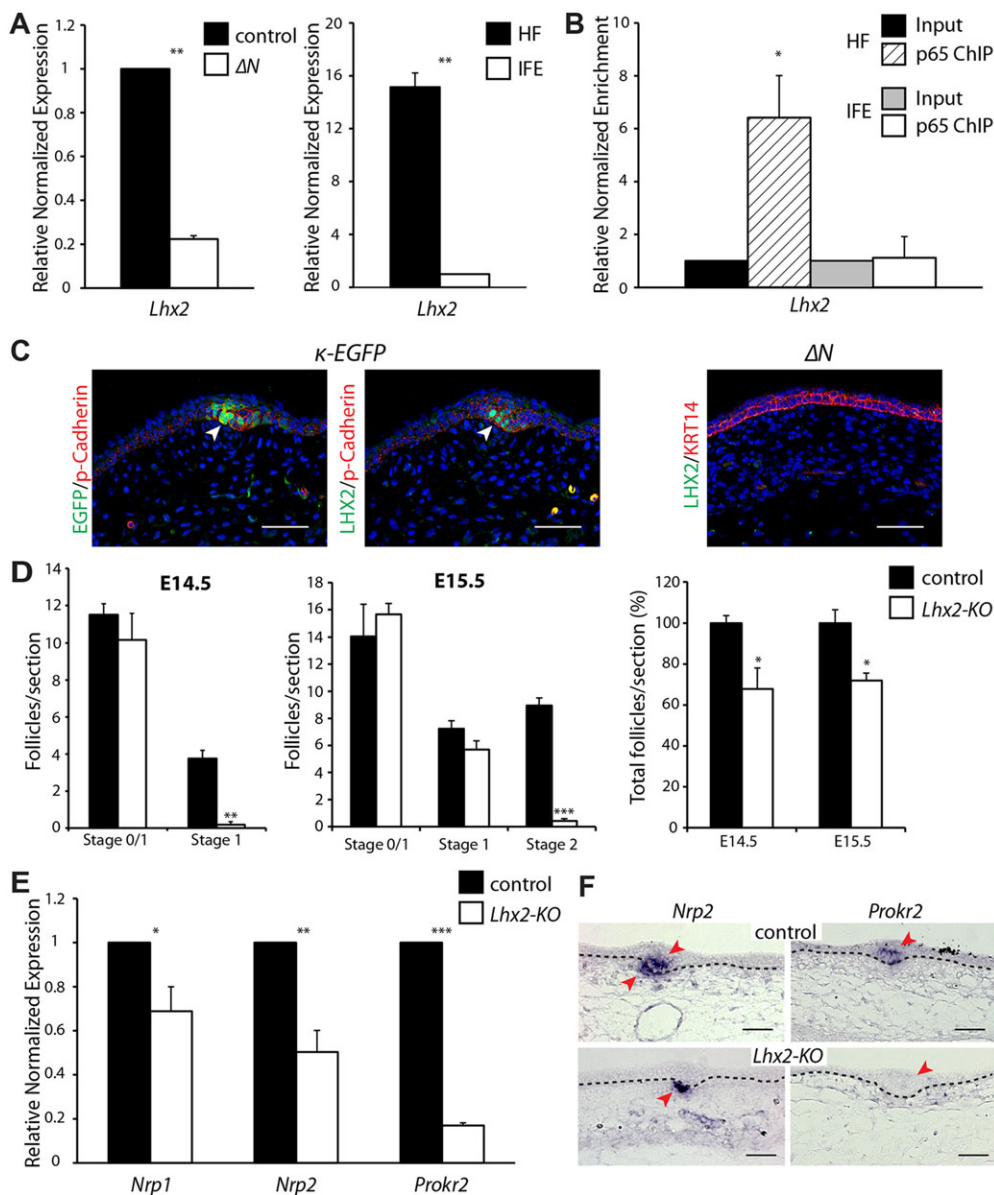 A
Relative Normalized Expression
1.2
1
0.8
0.6
0.4
0.2
0
**
control
ΔN
Lhx2
Relative Normalized Expression
20
16
12
8
4
0
**
HF
IFE
Lhx2
B
Relative Normalized Enrichment
10
8
6
4
2
0
*
HF
Input
p65 ChIP
IFE
Input
p65 ChIP
Lhx2
C
κ-EGFP
ΔN
EGFP/p-Cadherin
LHX2/p-Cadherin
LHX2/KRT14
D
E14.5
Follicles/section
14
12
10
8
6
4
2
0
**
Stage 0/1
Stage 1
E15.5
Follicles/section
18
16
14
12
10
8
6
4
2
0
***
Stage 0/1
Stage 1
Stage 2
Total follicles/section (%)
120
100
80
60
40
20
0
*
*
E14.5
E15.5
control
Lhx2-KO
E
Relative Normalized Expression
1.2
1
0.8
0.6
0.4
0.2
0
*
**
***
control
Lhx2-KO
Nrp1
Nrp2
Prokr2
F
Nrp2
Prokr2
control
Lhx2-KO